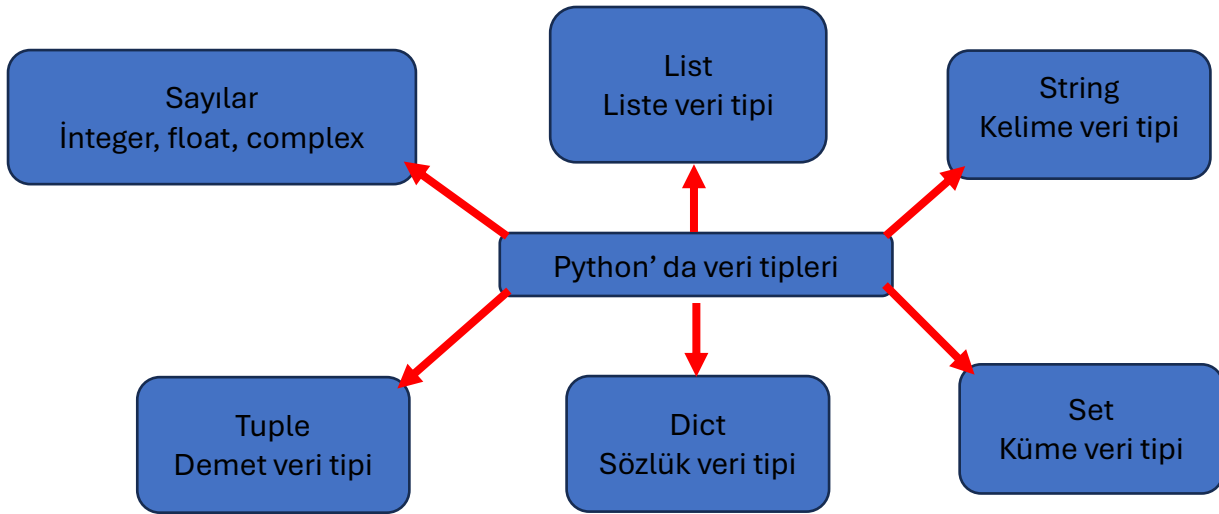 Sayılar
İnteger, float, complex
List
Liste veri tipi
String
Kelime veri tipi
Python’ da veri tipleri
Tuple
Demet veri tipi
Dict
Sözlük veri tipi
Set
Küme veri tipi